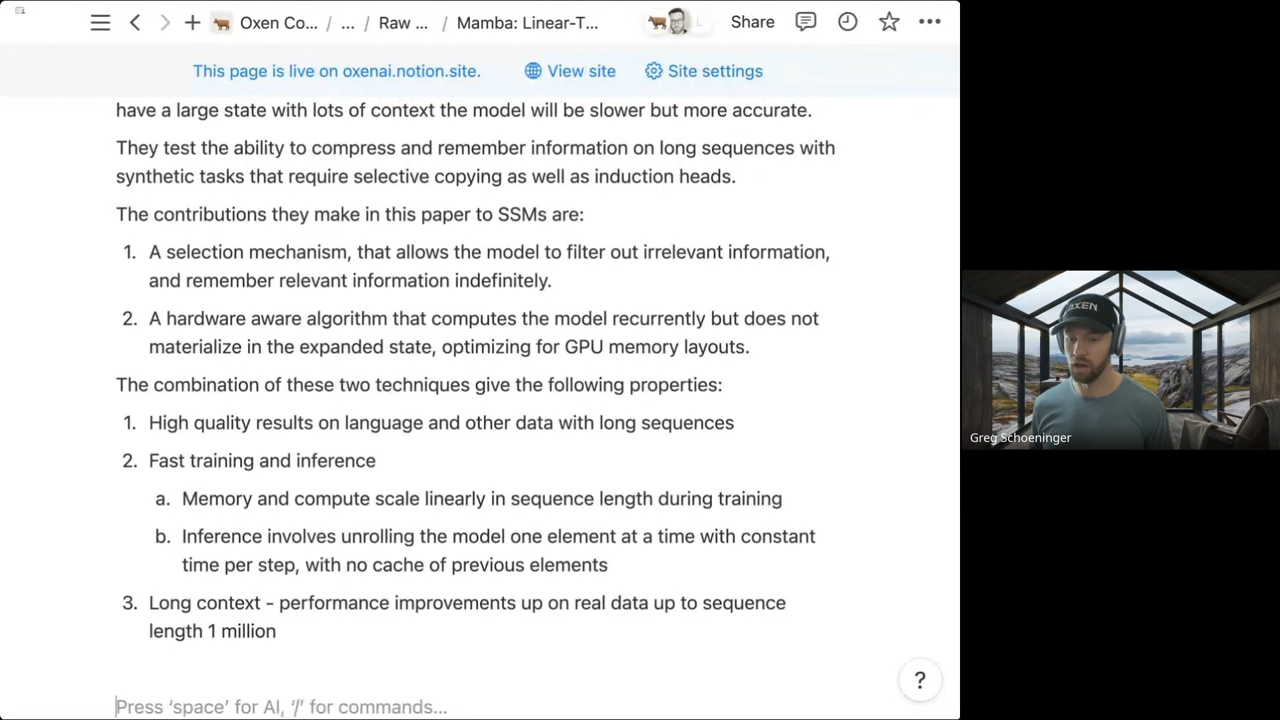 Oxen Co... / ... / Raw ... / Mamba: Linear-T... Share
This page is live on oxenai.notion.site. View site Site settings
have a large state with lots of context the model will be slower but more accurate.
They test the ability to compress and remember information on long sequences with
synthetic tasks that require selective copying as well as induction heads.
The contributions they make in this paper to SSMs are:
1. A selection mechanism, that allows the model to filter out irrelevant information,
and remember relevant information indefinitely.
2. A hardware aware algorithm that computes the model recurrently but does not
materialize in the expanded state, optimizing for GPU memory layouts.
The combination of these two techniques give the following properties:
1. High quality results on language and other data with long sequences
2. Fast training and inference
a. Memory and compute scale linearly in sequence length during training
b. Inference involves unrolling the model one element at a time with constant
time per step, with no cache of previous elements
3. Long context - performance improvements up on real data up to sequence
length 1 million
Press ‘space’ for AI, ‘/’ for commands...
?
OXEN
Greg Schoeninger